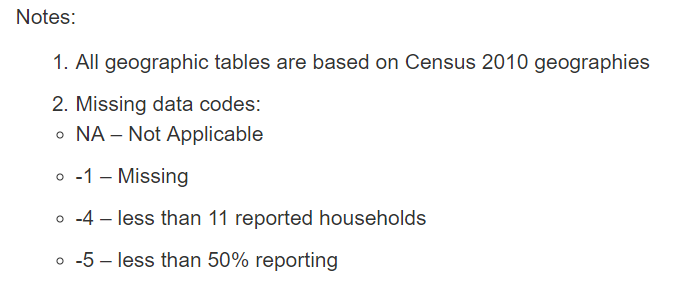 Notes:
1. All geographic tables are based on Census 2010 geographies
2. Missing data codes:
◦ NA – Not Applicable
◦ -1 – Missing
◦ -4 – less than 11 reported households
◦ -5 – less than 50% reporting